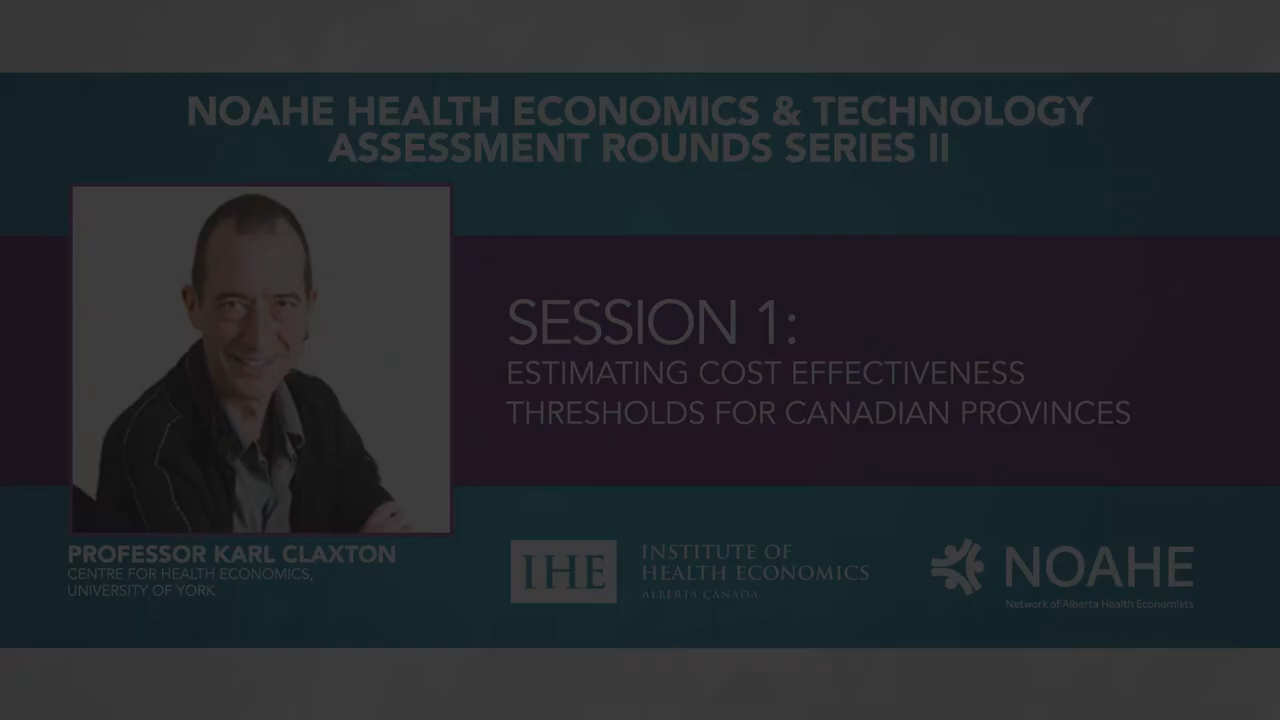 NOAHE HEALTH ECONOMICS & TECHNOLOGY
ASSESSMENT ROUNDS SERIES II
SESSION 1:
ESTIMATING COST EFFECTIVENESS
THRESHOLDS FOR CANADIAN PROVINCES
PROFESSOR KARL CLAXTON
CENTRE FOR HEALTH ECONOMICS,
UNIVERSITY OF YORK
IHE
INSTITUTE OF
HEALTH ECONOMICS
ALBERTA CANADA
NOAHE
Network of Alberta Health Economists